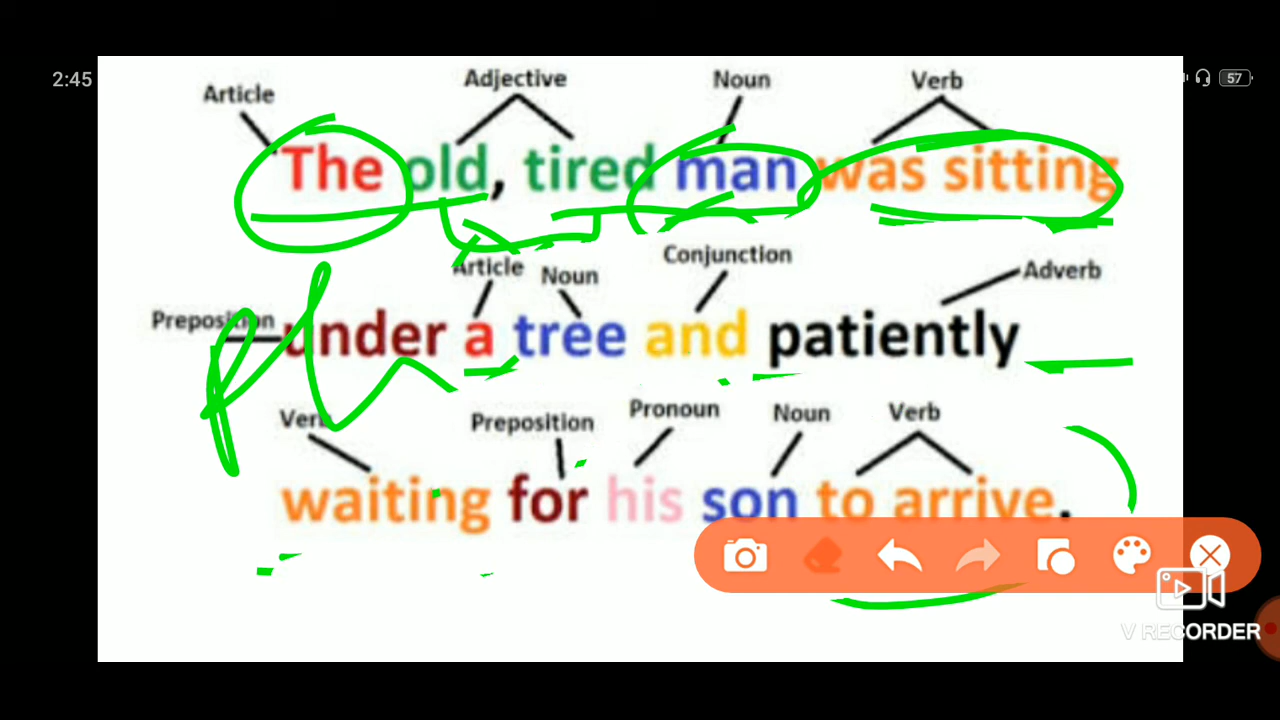 2:45
57
Article Adjective Noun Verb
The old, tired man was sitting
Article Noun Conjunction Adverb
Preposition
under a tree and patiently
Verb Preposition Pronoun Noun Verb
waiting for his son to arrive.
V RECORDER